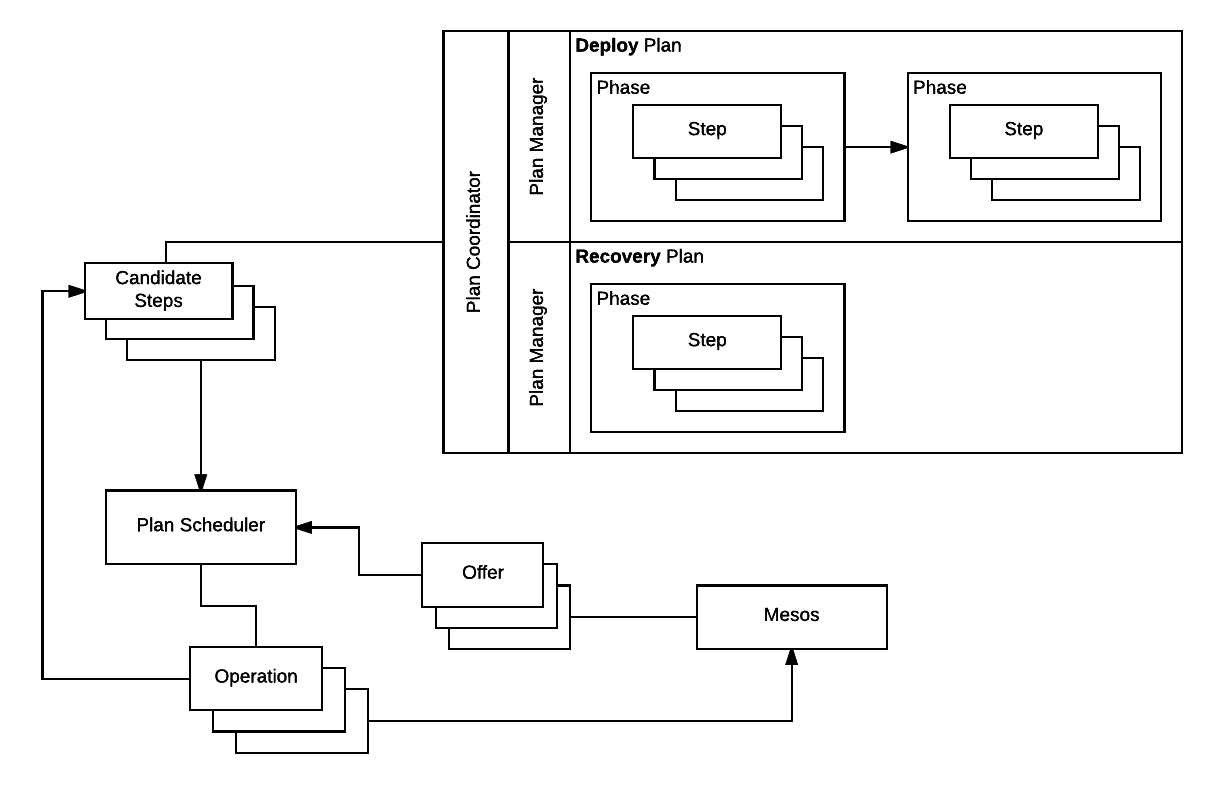 Deploy Plan
Phase
Step
Phase
Step
Plan Manager
Plan Coordinator
Recovery Plan
Phase
Step
Plan Manager
Candidate
Steps
Plan Scheduler
Offer
Mesos
Operation